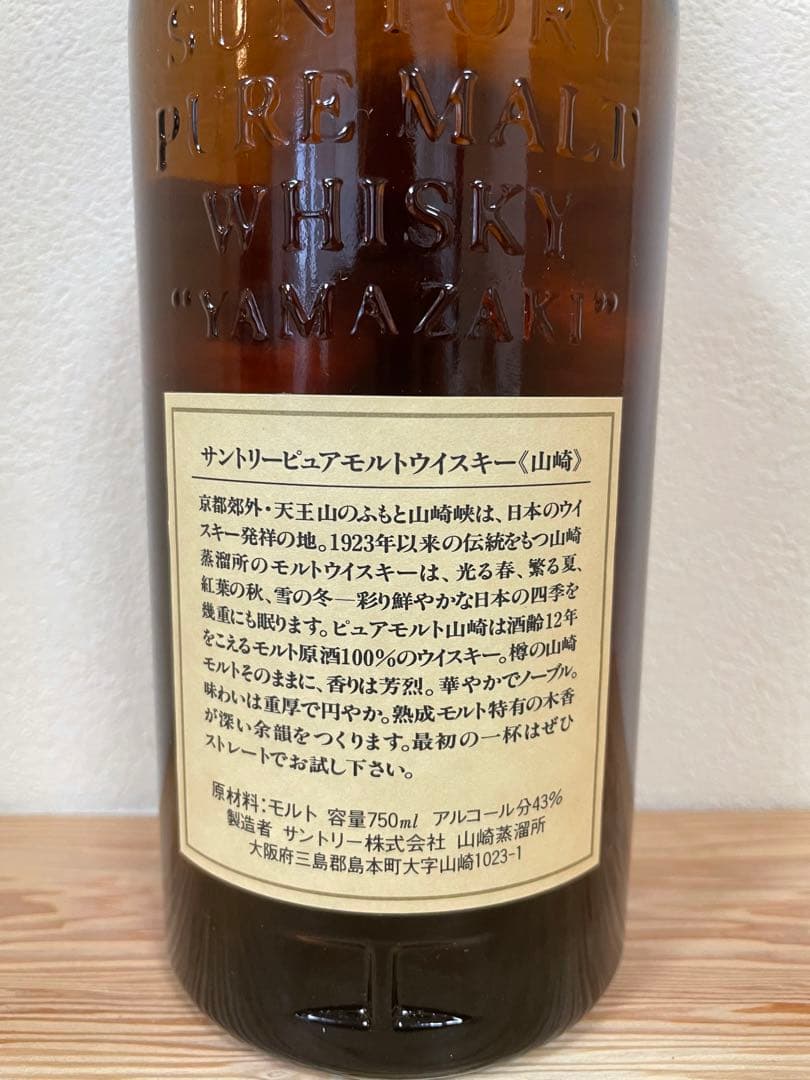 SUNTORY
PURE MALT
WHISKY
"YAMAZAKI"
サントリーピュアモルトウイスキー《山崎》
京都郊外・天王山のふもと山崎峡は、日本のウイ
スキー発祥の地。1923年以来の伝統をもつ山崎
蒸溜所のモルトウイスキーは、光る春、繁る夏、
紅葉の秋、雪の冬—彩り鮮やかな日本の四季を
幾重にも眠ります。ピュアモルト山崎は酒齢12年
をこえるモルト原酒100%のウイスキー。樽の山崎
モルトそのままに、香りは芳烈。華やかでノーブル。
味わいは重厚で円やか。熟成モルト特有の木香
が深い余韻をつくります。最初の一杯はぜひ
ストレートでお試し下さい。
原材料:モルト 容量750ml アルコール分43%
製造者 サントリー株式会社 山崎蒸溜所
大阪府三島郡島本町大字山崎1023-1